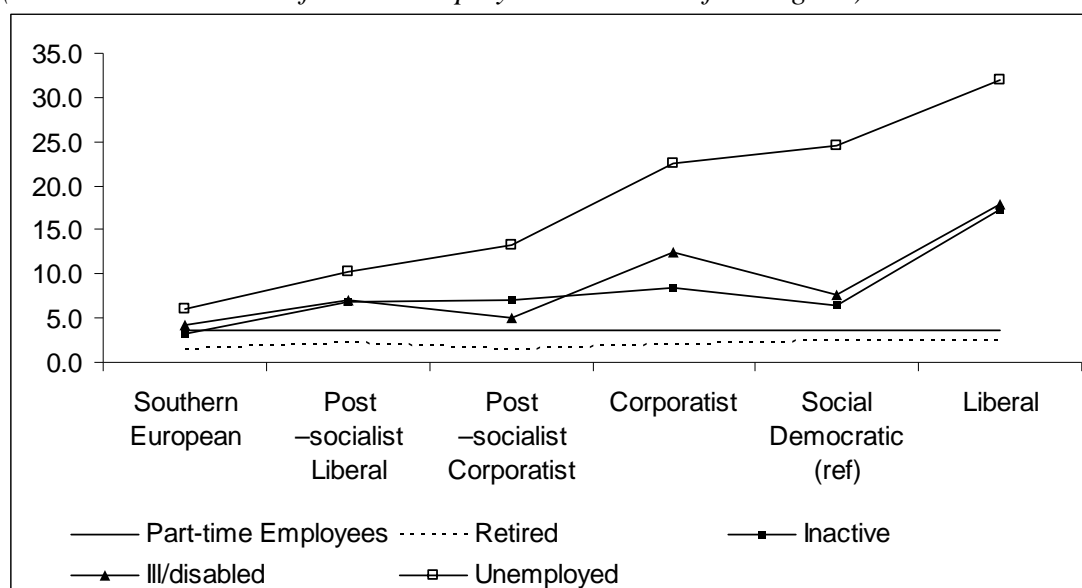 35.0
30.0
25.0
20.0
15.0
10.0
5.0
0.0
Southern European
Post –socialist Liberal
Post –socialist Corporatist
Corporatist
Social Democratic (ref)
Liberal
Part-time Employees
Retired
Inactive
Ill/disabled
Unemployed